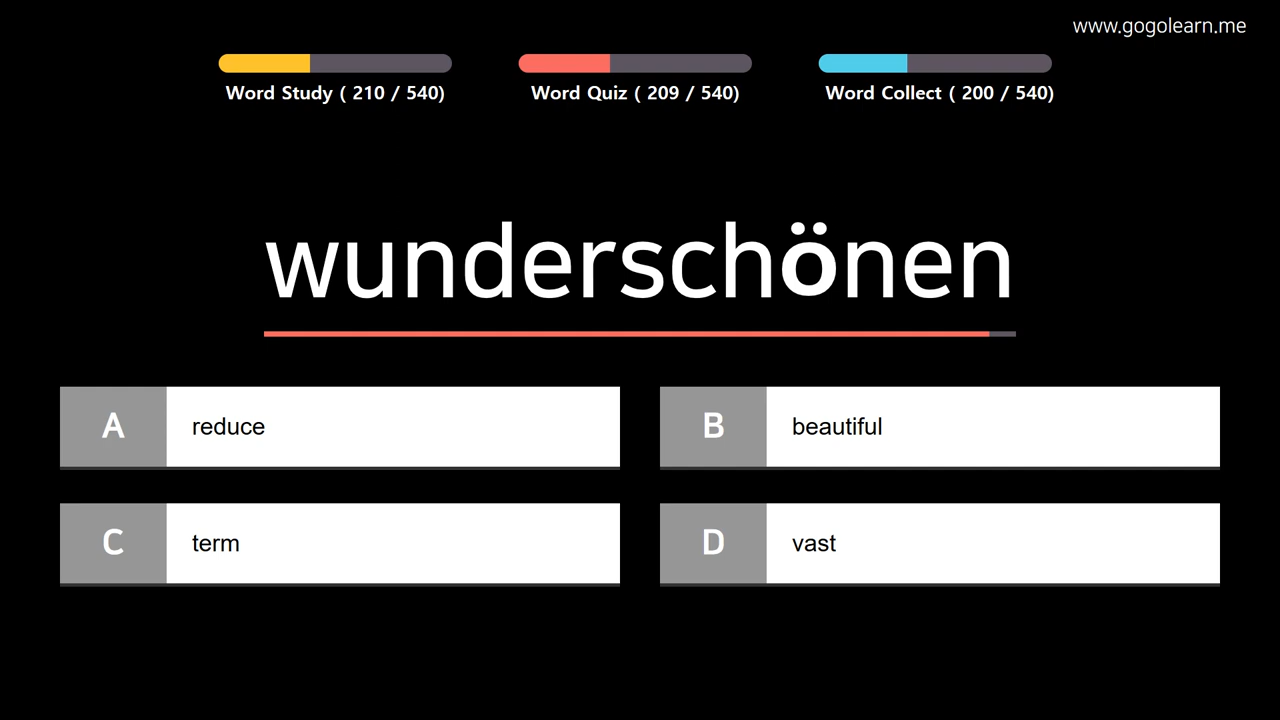 www.gogolearn.me
Word Study ( 210 / 540)
Word Quiz ( 209 / 540)
Word Collect ( 200 / 540)
wunderschönen
A reduce
B beautiful
C term
D vast